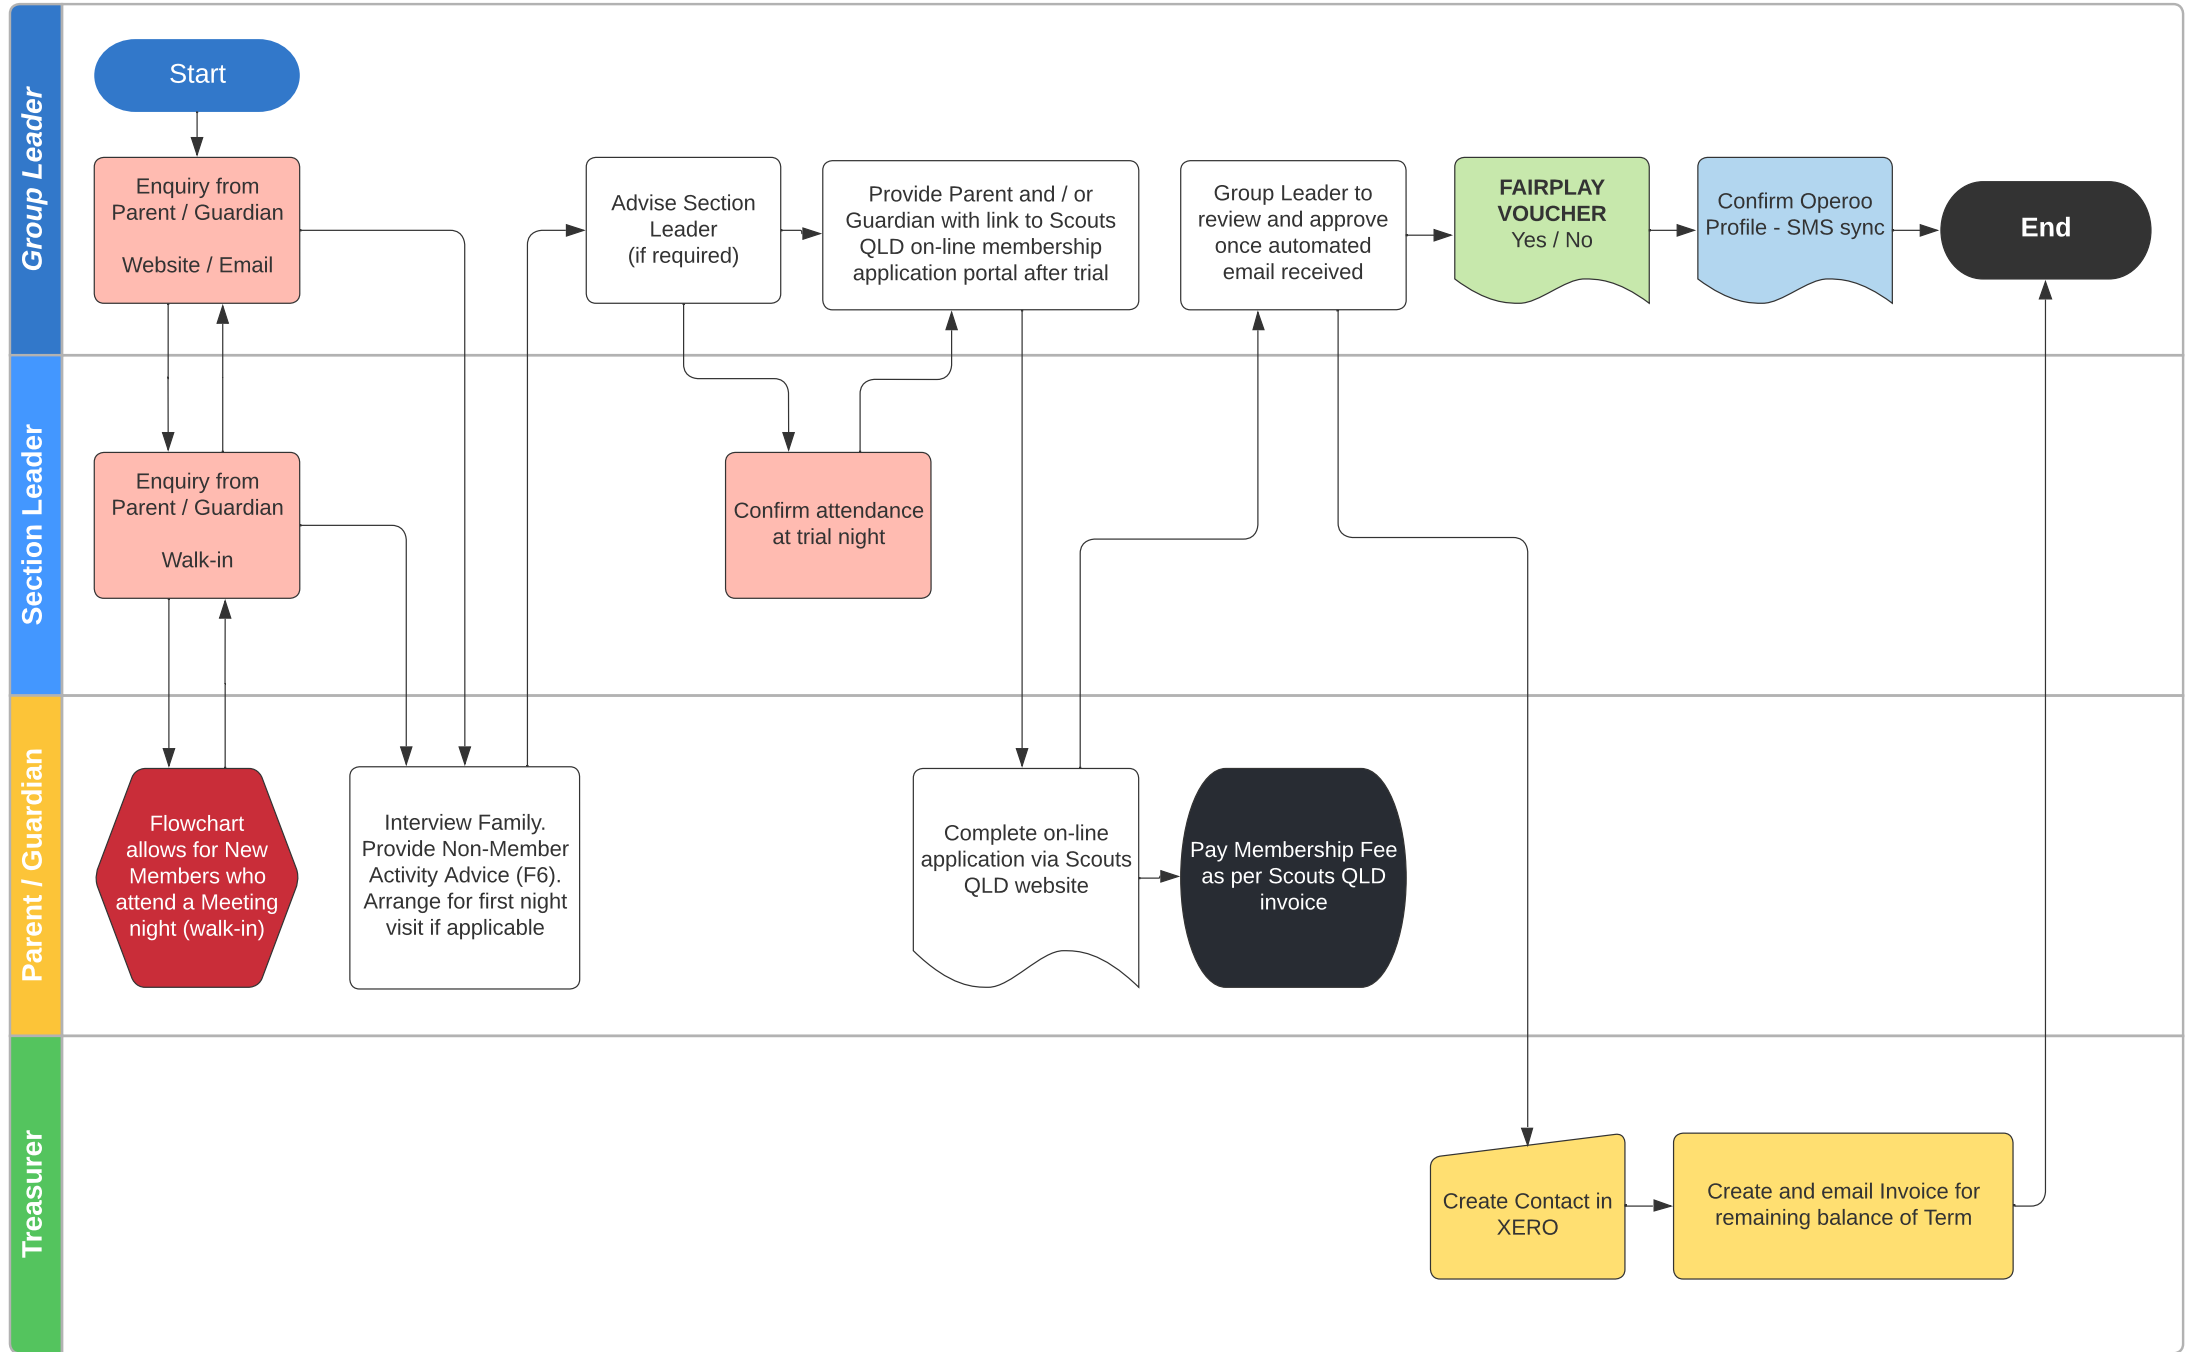 Group Leader
Start
Enquiry from
Parent / Guardian
Website / Email
Advise Section
Leader
(if required)
Provide Parent and / or
Guardian with link to Scouts
QLD on-line membership
application portal after trial
Group Leader to
review and approve
once automated
email received
FAIRPLAY
VOUCHER
Yes / No
Confirm Operoo
Profile - SMS sync
End
Section Leader
Enquiry from
Parent / Guardian
Walk-in
Confirm attendance
at trial night
Parent / Guardian
Flowchart
allows for New
Members who
attend a Meeting
night (walk-in)
Interview Family.
Provide Non-Member
Activity Advice (F6).
Arrange for first night
visit if applicable
Complete on-line
application via Scouts
QLD website
Pay Membership Fee
as per Scouts QLD
invoice
Treasurer
Create Contact in
XERO
Create and email Invoice for
remaining balance of Term